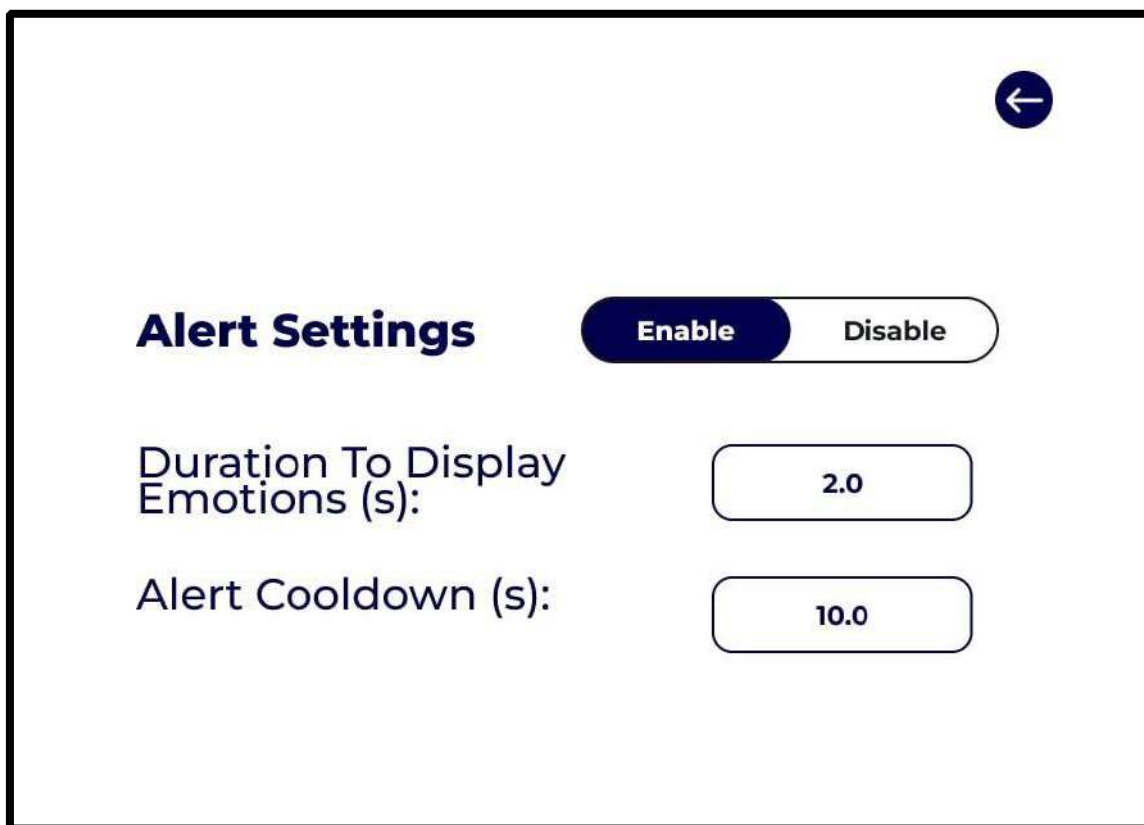 Alert Settings
Enable
Disable
Duration To Display
Emotions (s):
2.0
Alert Cooldown (s):
10.0